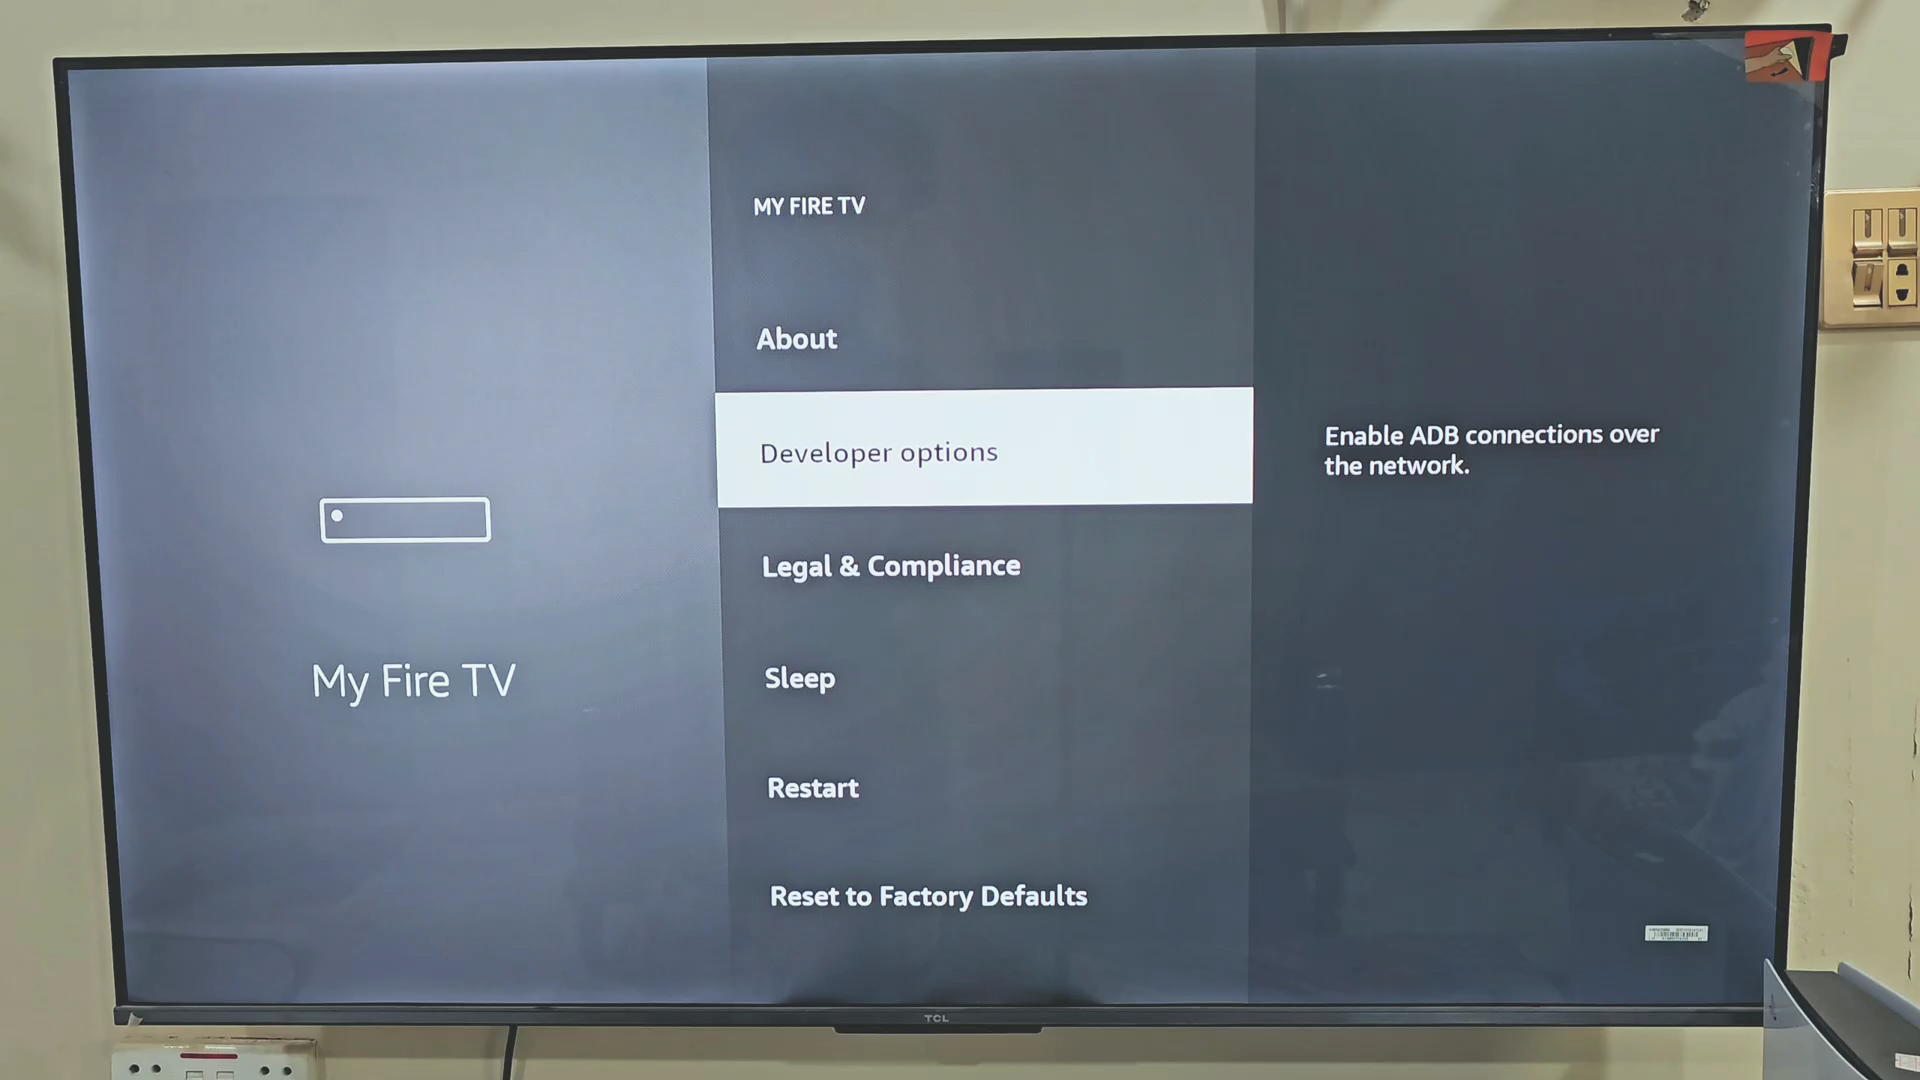 MY FIRE TV
About
Developer options
Enable ADB connections over
the network.
Legal & Compliance
Sleep
My Fire TV
Restart
Reset to Factory Defaults
TCL